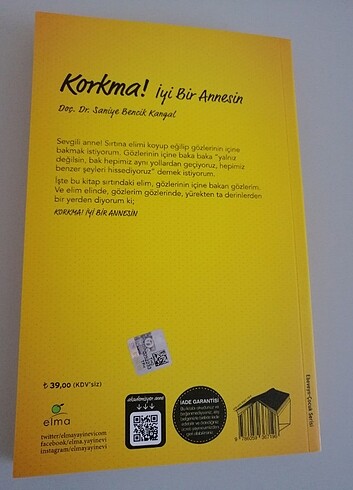 Korkma! İyi Bir Annesin
Doç. Dr. Saniye Bencik Kangal
Sevgili anne! Sırtına elimi koyup eğilip gözlerinin içine
bakmak istiyorum. Gözlerinin içine baka baka "yalnız
değilsin, bak hepimiz aynı yollardan geçiyoruz, hepimiz
benzer şeyleri hissediyoruz" demek istiyorum.
İşte bu kitap sırtındaki elim, gözlerinin içine bakan gözlerim.
Ve elim elinde, gözlerim gözlerinde, yürekten ta derinlerden
bir yerden diyorum ki;
KORKMA! İYİ BİR ANNESİN
₺ 39,00 (KDV'siz)
elma
twitter/elmayayinevicom
facebook/elma.yayinevi
instagram/elmayayinevi
akademisyen anne
İADE GARANTİSİ
Ebeveyn-Çocuk Serisi